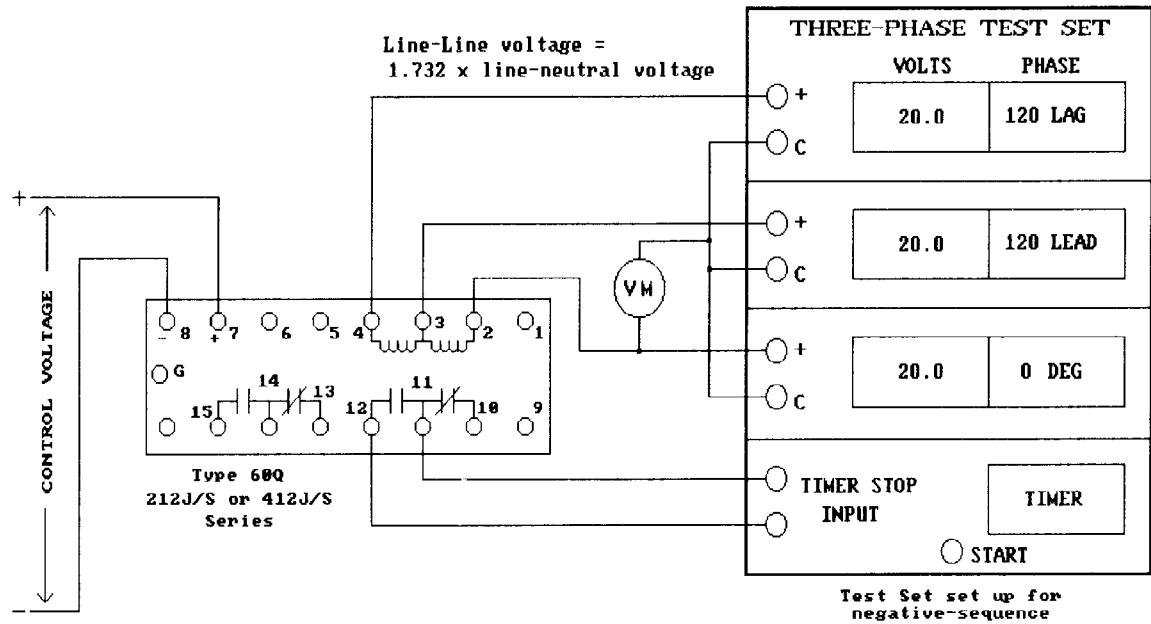 THREE-PHASE TEST SET
Line-Line voltage =
1.732 x line-neutral voltage
VOLTS PHASE
+
20.0 120 LAG
C
+
+
20.0 120 LEAD
C
VM
CONTROL VOLTAGE
8 7 6 5 4 3 2 1
- +
+
20.0 0 DEG
G
C
14 13 11
15 12 10 9
Type 60Q
212J/S or 412J/S
Series
TIMER STOP
INPUT
TIMER
START
-
Test Set set up for
negative-sequence